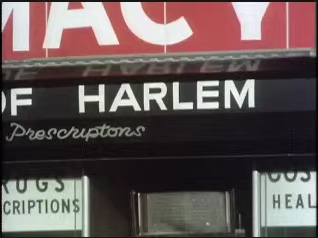 MACY
OF HARLEM
Prescriptons
RUGS
CRIPTIONS
COS
HEAL